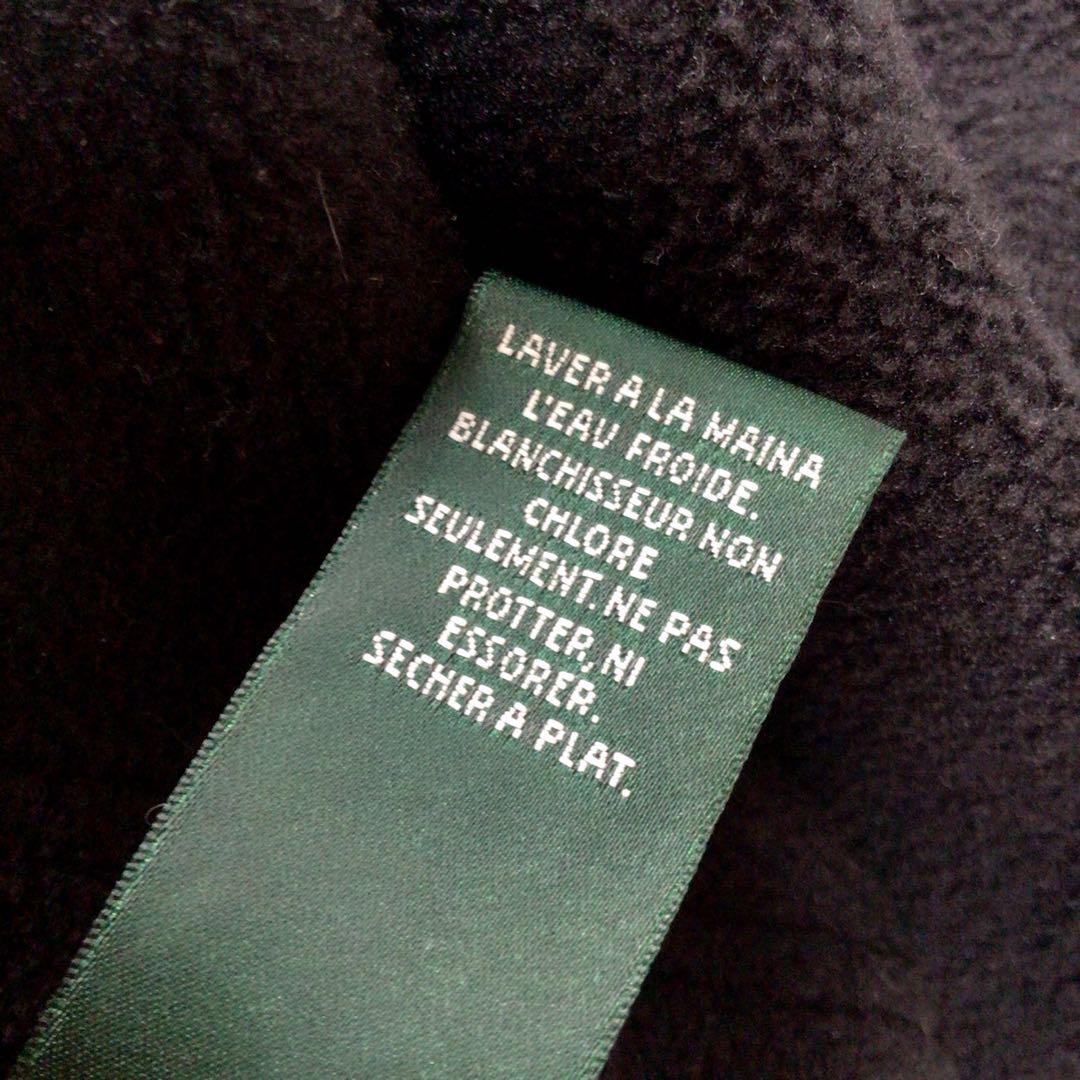 LAVER A LA MAINA
L'EAU FROIDE.
BLANCHISSEUR NON
CHLORE
SEULEMENT. NE PAS
PROTTER, NI
ESSORER.
SECHER A PLAT.